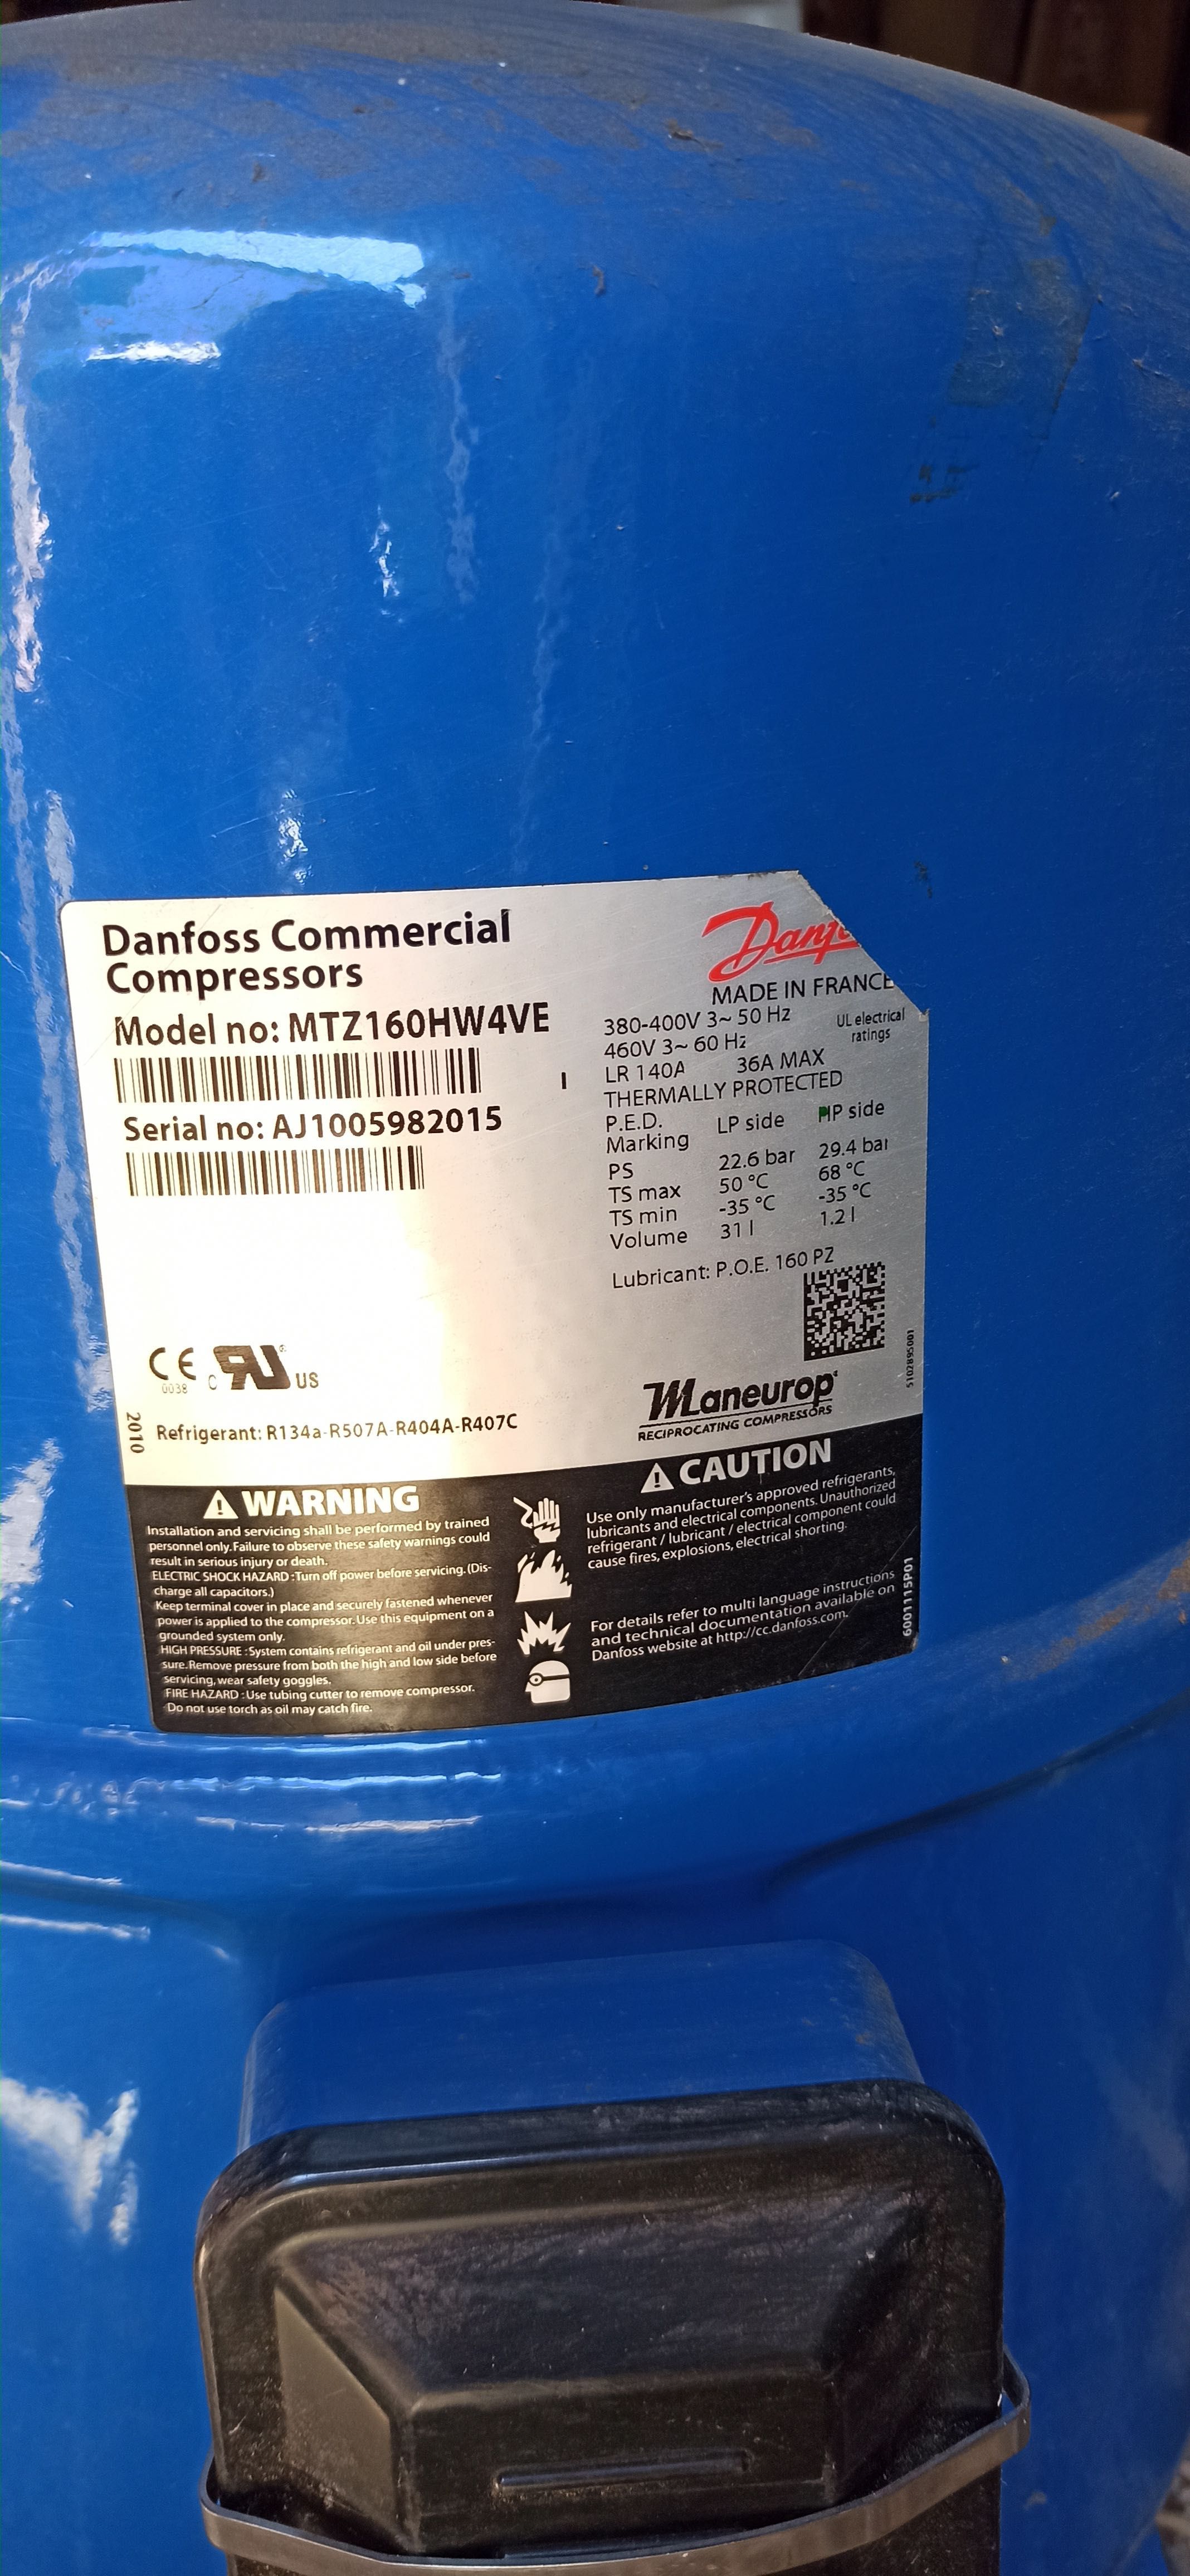 Danfoss Commercial
Compressors
Model no: MTZ160HW4VE
Serial no: AJ1005982015
MADE IN FRANCE
380-400V 3~ 50 Hz
460V 3~ 60 Hz
UL electrical
ratings
LR 140A 36A MAX
THERMALLY PROTECTED
P.E.D.
Marking LP side HP side
PS 22.6 bar 29.4 bar
TS max 50 °C 68 °C
TS min -35 °C -35 °C
Volume 31 l 1.2 l
Lubricant: P.O.E. 160 PZ
CE
0038
C RU ® US
2010
Refrigerant: R134a-R507A-R404A-R407C
Maneurop
RECIPROCATING COMPRESSORS
WARNING
Installation and servicing shall be performed by trained
personnel only. Failure to observe these safety warnings could
result in serious injury or death.
ELECTRIC SHOCK HAZARD : Turn off power before servicing. (Dis-
charge all capacitors.)
Keep terminal cover in place and securely fastened whenever
power is applied to the compressor. Use this equipment on a
grounded system only.
HIGH PRESSURE : System contains refrigerant and oil under pres-
sure. Remove pressure from both the high and low side before
servicing, wear safety goggles.
FIRE HAZARD : Use tubing cutter to remove compressor.
Do not use torch as oil may catch fire.
CAUTION
Use only manufacturer's approved refrigerants,
lubricants and electrical components. Unauthorized
refrigerant / lubricant / electrical component could
cause fires, explosions, electrical shorting.
For details refer to multi language instructions
and technical documentation available on
Danfoss website at http://cc.danfoss.com.
600115P01